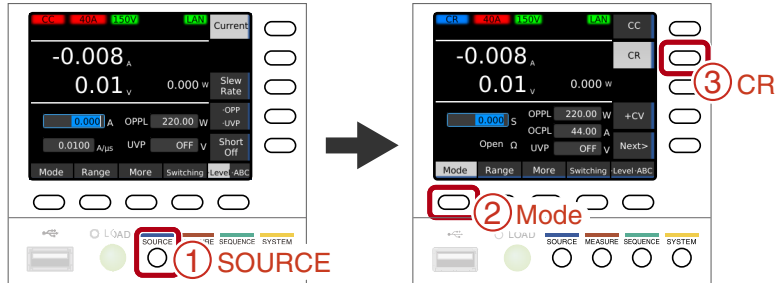 CC 40A 150V LAN Current
-0.008 A
0.01 V 0.000 W Slew Rate
0.000 A OPPL 220.00 W ·OPP ·UVP
0.0100 A/µs UVP OFF V Short Off
Mode Range More Switching Level·ABC
LOAD SOURCE SEQUENCE SYSTEM
① SOURCE
CR 40A 150V LAN CC
-0.008 A CR
③ CR
0.01 V 0.000 W
0.000 S OPPL 220.00 W +CV
OCPL 44.00 A
Open Ω UVP OFF V Next>
Mode Range More Switching Level·ABC
② Mode
LOAD SOURCE MEASURE SEQUENCE SYSTEM